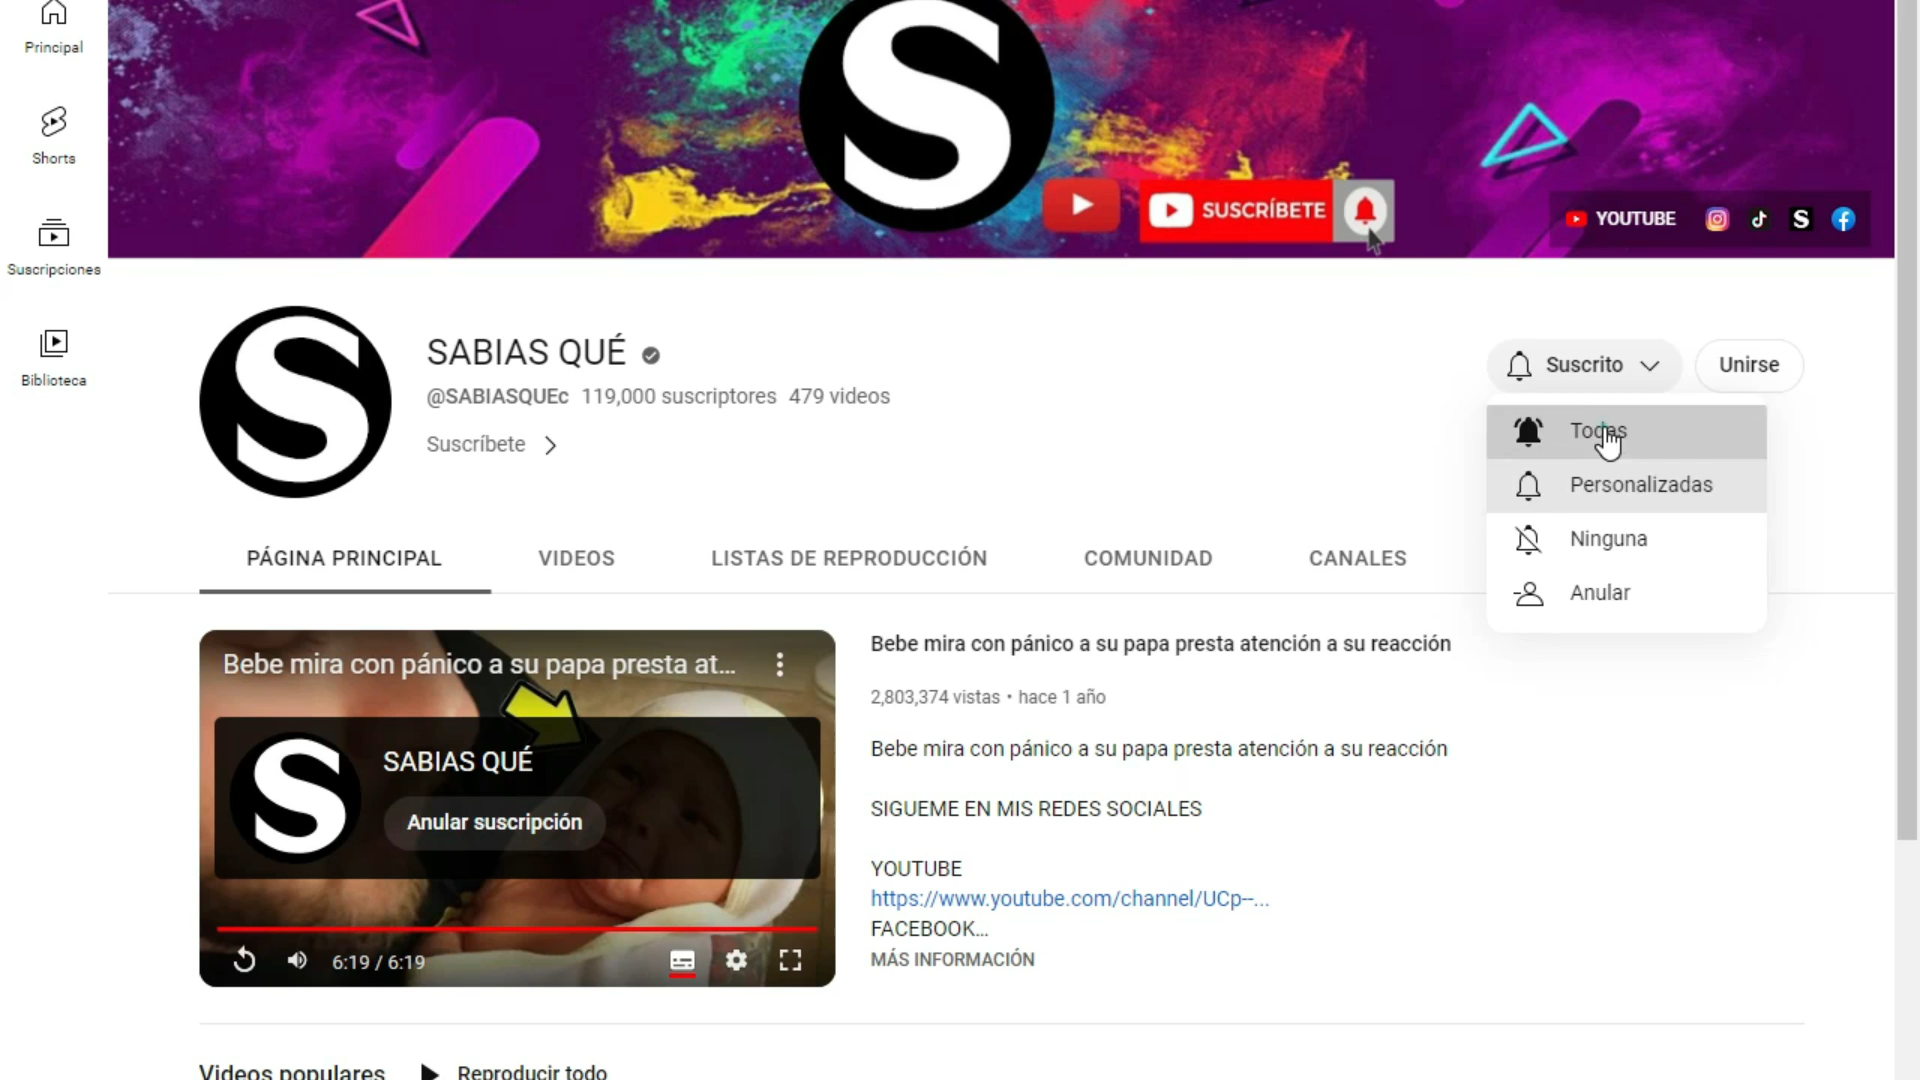 Principal
Shorts
Suscripciones
Biblioteca
S
SUSCRÍBETE
YOUTUBE
S
S
SABIAS QUÉ
@SABIASQUEc 119,000 suscriptores 479 videos
Suscríbete
Suscrito
Unirse
Todas
Personalizadas
Ninguna
Anular
PÁGINA PRINCIPAL
VIDEOS
LISTAS DE REPRODUCCIÓN
COMUNIDAD
CANALES
Bebe mira con pánico a su papa presta at...
S
SABIAS QUÉ
Anular suscripción
6:19 / 6:19
Bebe mira con pánico a su papa presta atención a su reacción
2,803,374 vistas • hace 1 año
Bebe mira con pánico a su papa presta atención a su reacción
SIGUEME EN MIS REDES SOCIALES
YOUTUBE
https://www.youtube.com/channel/UCp--...
FACEBOOK...
MÁS INFORMACIÓN
Videos populares
Reproducir todo